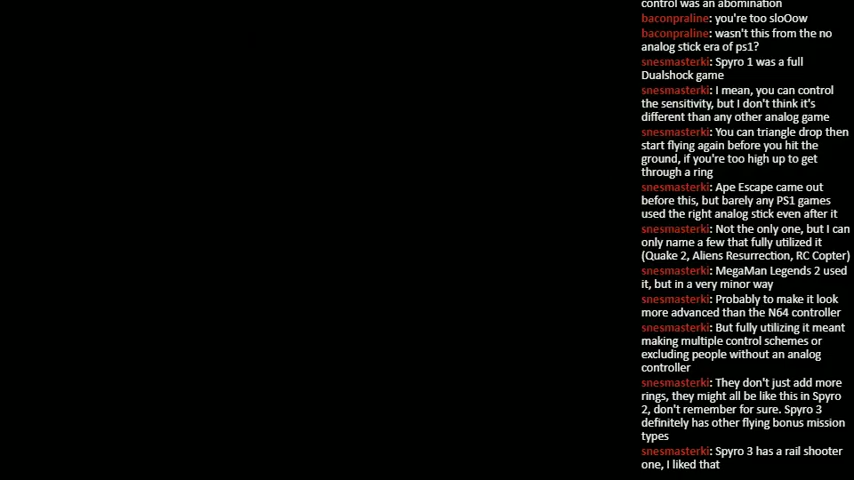 control was an abomination
baconpraline: you're too sloOow
baconpraline: wasn't this from the no
analog stick era of ps1?
snesmasterki: Spyro 1 was a full
Dualshock game
snesmasterki: I mean, you can control
the sensitivity, but I don't think it's
different than any other analog game
snesmasterki: You can triangle drop then
start flying again before you hit the
ground, if you're too high up to get
through a ring
snesmasterki: Ape Escape came out
before this, but barely any PS1 games
used the right analog stick even after it
snesmasterki: Not the only one, but I can
only name a few that fully utilized it
(Quake 2, Aliens Resurrection, RC Copter)
snesmasterki: MegaMan Legends 2 used
it, but in a very minor way
snesmasterki: Probably to make it look
more advanced than the N64 controller
snesmasterki: But fully utilizing it meant
making multiple control schemes or
excluding people without an analog
controller
snesmasterki: They don't just add more
rings, they might all be like this in Spyro
2, don't remember for sure. Spyro 3
definitely has other flying bonus mission
types
snesmasterki: Spyro 3 has a rail shooter
one, I liked that